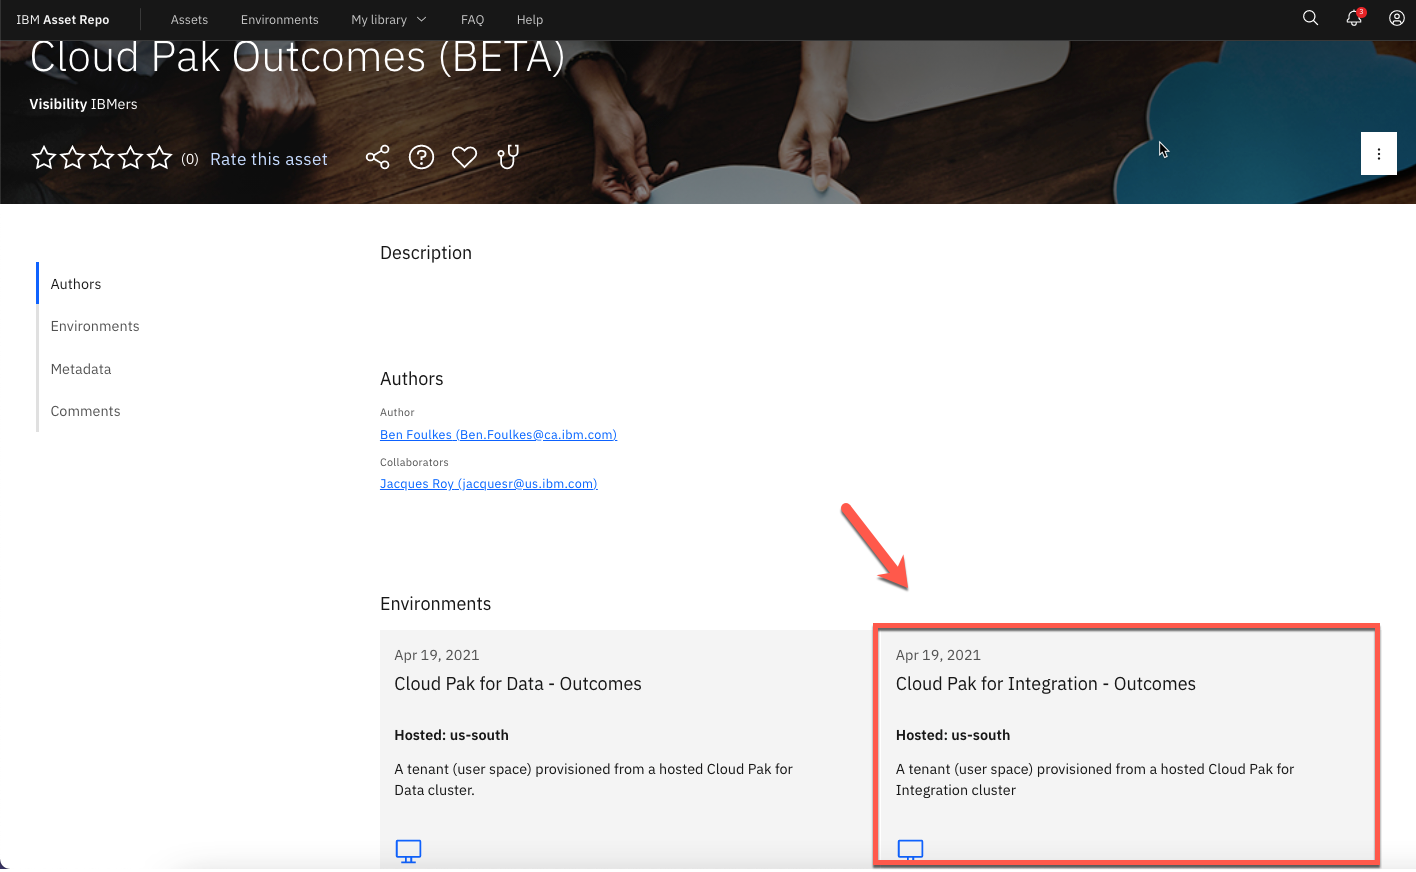 IBM Asset Repo
Assets
Environments
My library
FAQ
Help
3
Cloud Pak Outcomes (BETA)
Visibility IBMers
(0) Rate this asset
Authors
Environments
Metadata
Comments
Description
Authors
Author
Ben Foulkes (Ben.Foulkes@ca.ibm.com)
Collaborators
Jacques Roy (jacquesr@us.ibm.com)
Environments
Apr 19, 2021
Cloud Pak for Data - Outcomes
Hosted: us-south
A tenant (user space) provisioned from a hosted Cloud Pak for
Data cluster.
Apr 19, 2021
Cloud Pak for Integration - Outcomes
Hosted: us-south
A tenant (user space) provisioned from a hosted Cloud Pak for
Integration cluster